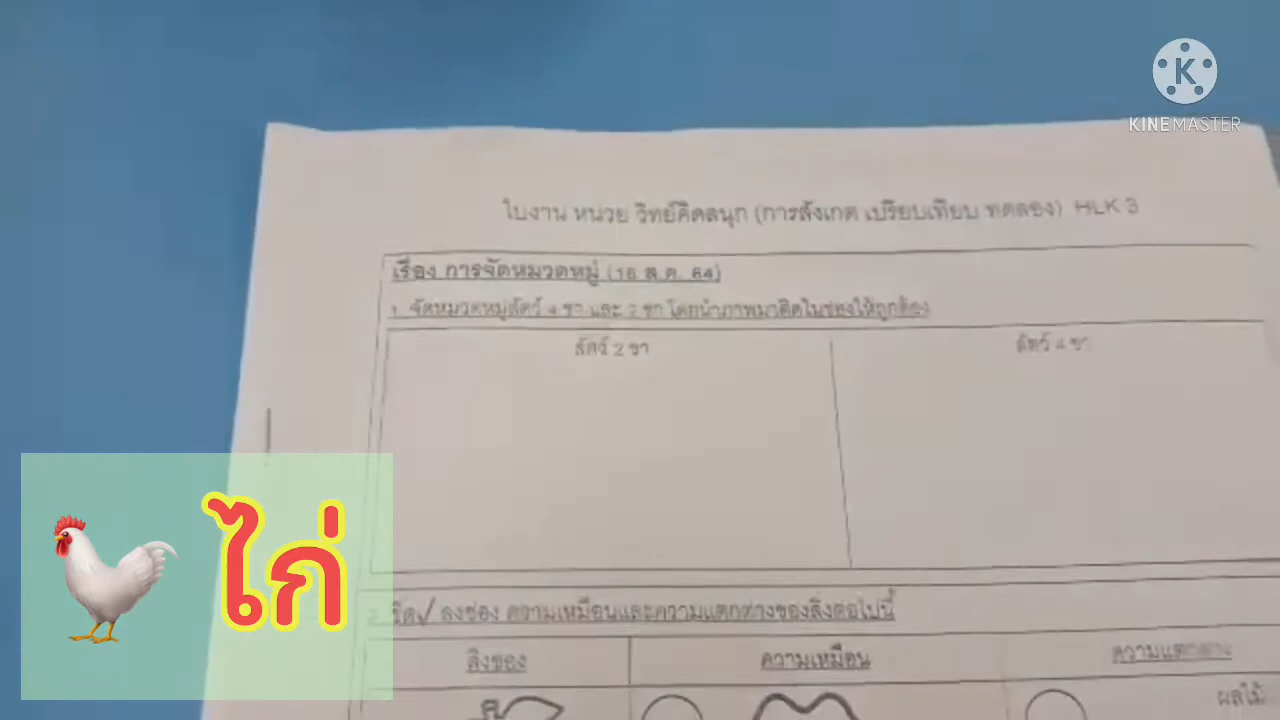 KINEMASTER
ใบงาน หน่วย วิทย์คิดสนุก (การสังเกต เปรียบเทียบ ทดลอง) HLK 3
เรื่อง การจัดหมวดหมู่ (16 ส.ค. 64)
1. จัดหมวดหมู่สัตว์ 4 ขา และ 2 ขา โดยนำภาพมาติดในช่องให้ถูกต้อง
สัตว์ 2 ขา
สัตว์ 4 ขา
ไก่
2. ขีด ✓ ลงช่อง ความเหมือนและความแตกต่างของสิ่งต่อไปนี้
สิ่งของ
ความเหมือน
ความแตกต่าง
ผลไม้